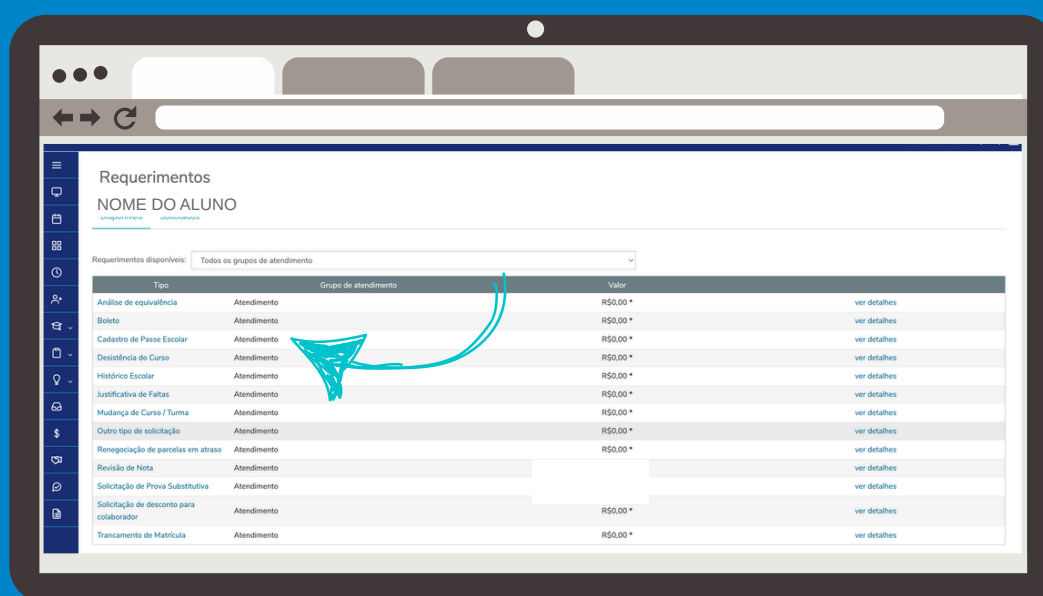 Requerimentos
NOME DO ALUNO
Disponíveis Solicitados
Requerimentos disponíveis: Todos os grupos de atendimento
Tipo Grupo de atendimento Valor
Análise de equivalência Atendimento R$0,00 * ver detalhes
Boleto Atendimento R$0,00 * ver detalhes
Cadastro de Passe Escolar Atendimento R$0,00 * ver detalhes
Desistência do Curso Atendimento R$0,00 * ver detalhes
Histórico Escolar Atendimento R$0,00 * ver detalhes
Justificativa de Faltas Atendimento R$0,00 * ver detalhes
Mudança de Curso / Turma Atendimento R$0,00 * ver detalhes
Outro tipo de solicitação Atendimento R$0,00 * ver detalhes
Renegociação de parcelas em atraso Atendimento R$0,00 * ver detalhes
Revisão de Nota Atendimento ver detalhes
Solicitação de Prova Substitutiva Atendimento ver detalhes
Solicitação de desconto para
colaborador Atendimento R$0,00 * ver detalhes
Trancamento de Matrícula Atendimento R$0,00 * ver detalhes